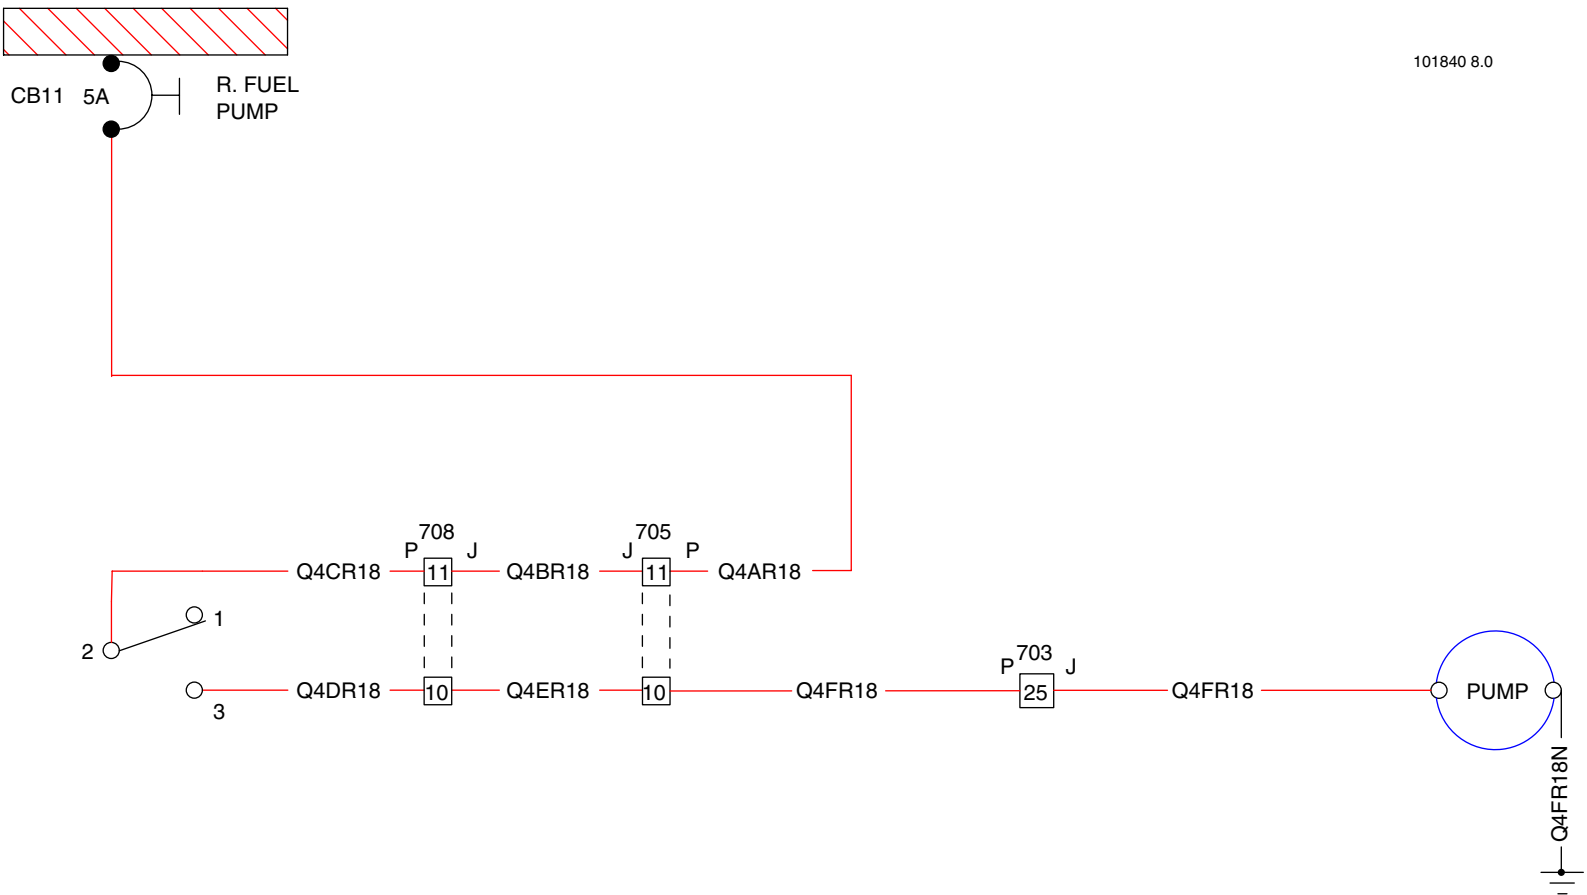 101840 8.0
CB11 5A
R. FUEL
PUMP
708
P J
705
J P
Q4CR18 11 Q4BR18 11 Q4AR18
1
2
3
Q4DR18 10 Q4ER18 10 Q4FR18
703
P J
25 Q4FR18 PUMP
Q4FR18N